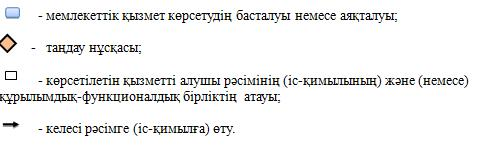 - мемлекеттік қызмет көрсетудің басталуы немесе аяқталуы;
- таңдау нұсқасы;
- көрсетілетін қызметті алушы рәсімінің (іс-қимылының) және (немесе)
құрылымдық-функционалдық бірліктің атауы;
- келесі рәсімге (іс-қимылға) өту.